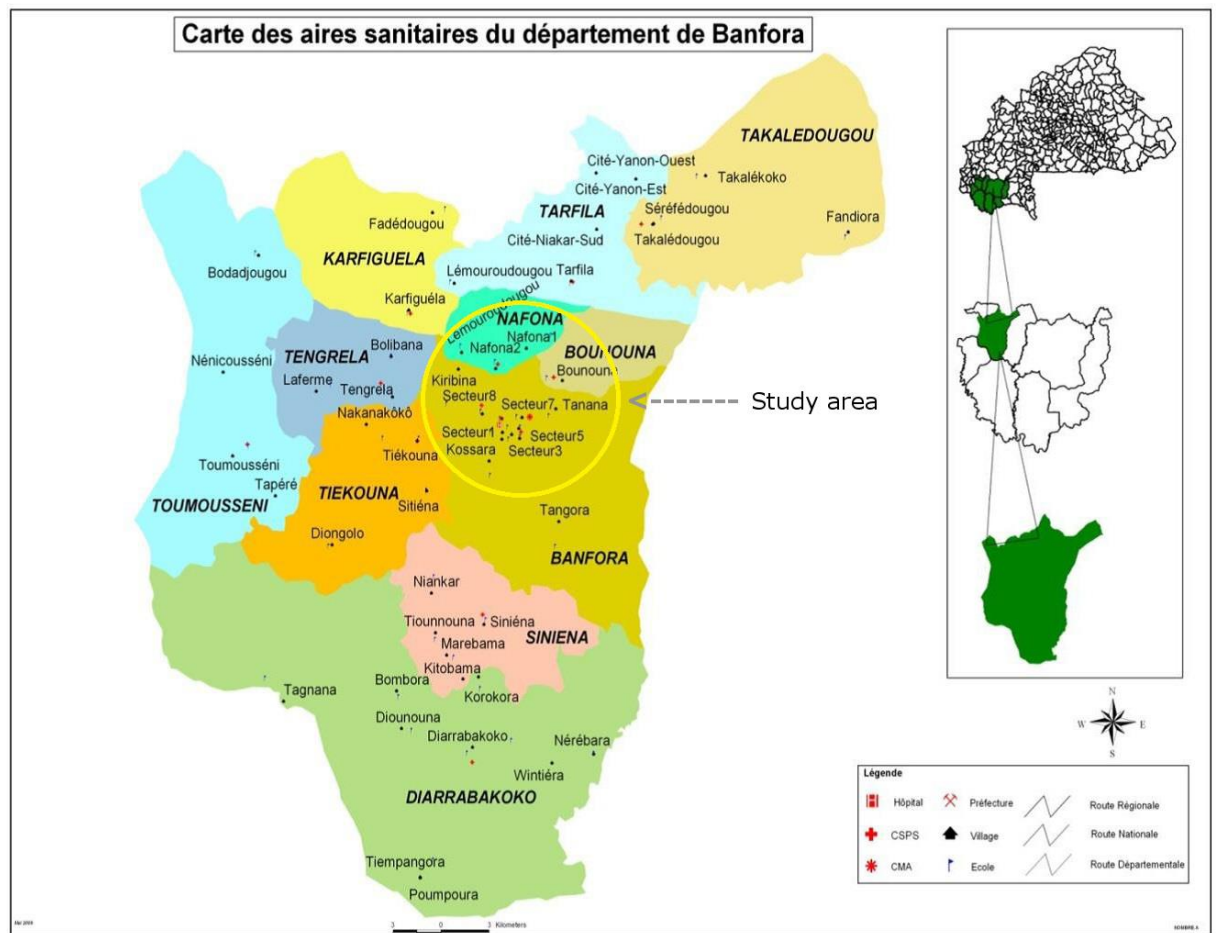 Carte des aires sanitaires du département de Banfora
TAKALEDOUGOU
Cité-Yanon-Ouest
Takalékoko
Cité-Yanon-Est
TARFILA
Séréfédougou
Fandiora
Fadédougou
Cité-Niakar-Sud
Takalédougou
KARFIGUELA
Bodadjougou
Lémouroudougou
Tarfila
Karfiguéla
Lémouroudougou
NAFONA
Nafona1
Nafona2
BOUNOUNA
TENGRELA
Bolibana
Nénicousséni
Kiribina
Bounouna
Laferme
Tengrela
Secteur8
Secteur7
Tanana
Study area
Nakanakôkô
Secteur1
Secteur5
Tiékouna
Kossara
Secteur3
Toumousséni
Tapéré
TIEKOUNA
TOUMOUSSENI
Sitiéna
Tangora
Diongolo
BANFORA
Niankar
Tiounnouna
Siniéna
SINIENA
Marebama
Kitobama
Bombora
Korokora
Tagnana
Diounouna
Diarrabakoko
Nérébara
Wintiéra
DIARRABAKOKO
Tiempangora
Poumpoura
3 0 3 Kilometers
N
W E
S
Légende
Hôpital Préfecture Route Régionale
CSPS Village Route Nationale
CMA Ecole Route Départementale